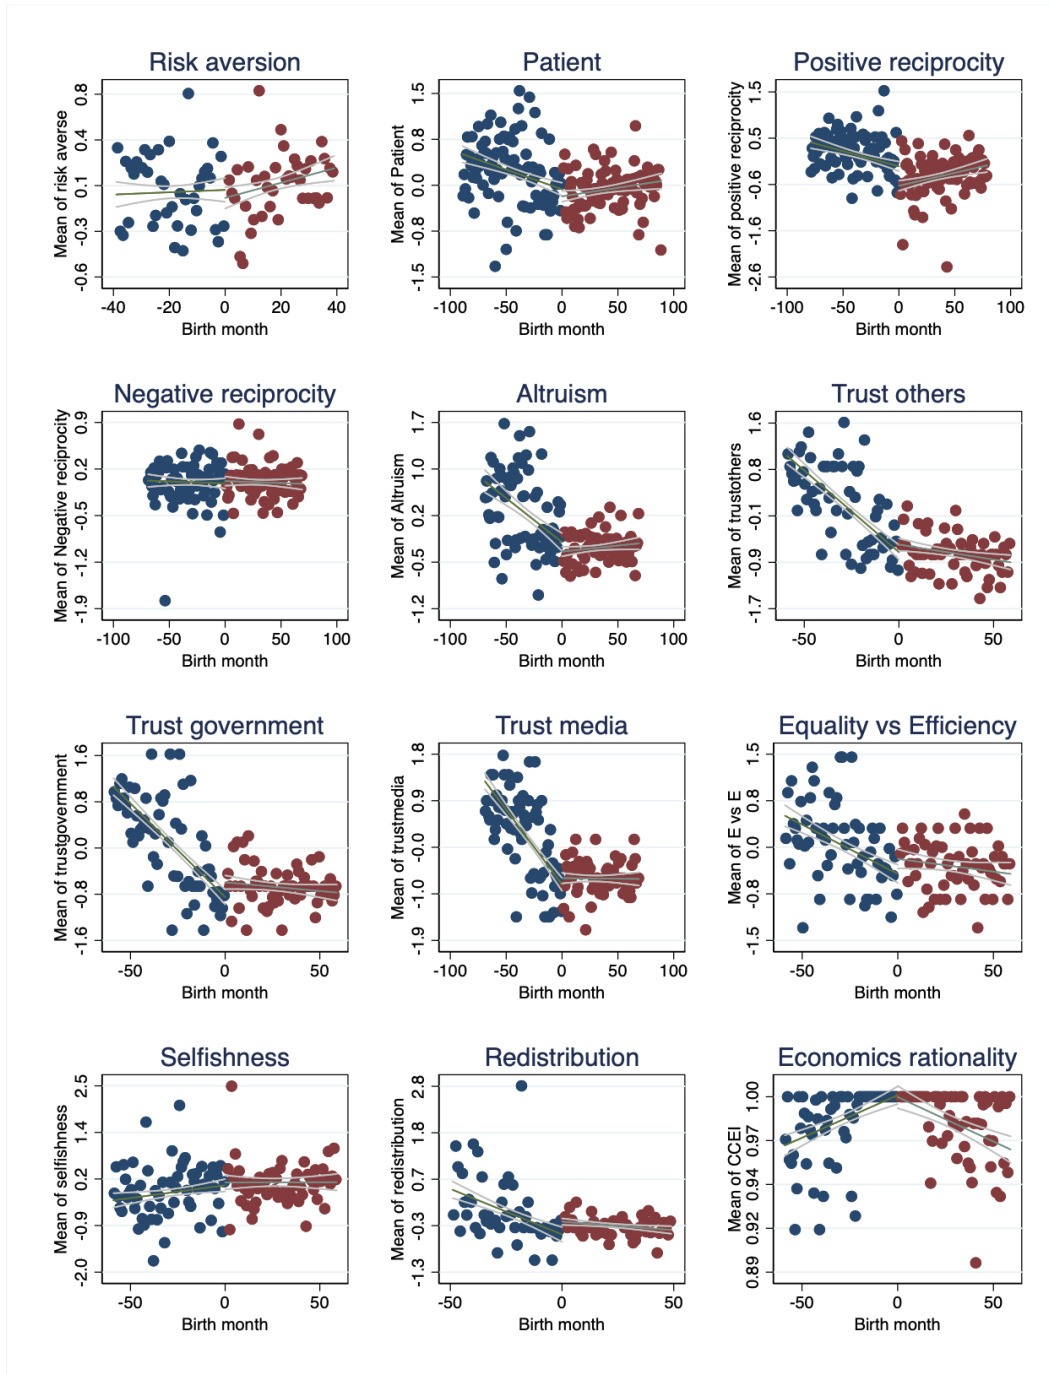 Risk aversion
Mean of risk averse
0.8
0.4
0.1
-0.3
-0.6
-40 -20 0 20 40
Birth month
Patient
Mean of Patient
1.5
0.8
0.0
-0.8
-1.5
-100 -50 0 50 100
Birth month
Positive reciprocity
Mean of positive reciprocity
1.5
0.5
-0.6
-1.6
-2.6
-100 -50 0 50 100
Birth month
Negative reciprocity
Mean of Negative reciprocity
0.9
0.2
-0.5
-1.2
-1.9
-100 -50 0 50 100
Birth month
Altruism
Mean of Altruism
1.7
1.0
0.2
-0.5
-1.2
-100 -50 0 50 100
Birth month
Trust others
Mean of trustothers
1.6
0.8
-0.1
-0.9
-1.7
-50 0 50
Birth month
Trust government
Mean of trustgovernment
1.6
0.8
0.0
-0.8
-1.6
-50 0 50
Birth month
Trust media
Mean of trustmedia
1.8
0.9
-0.0
-1.0
-1.9
-100 -50 0 50 100
Birth month
Equality vs Efficiency
Mean of E vs E
1.5
0.8
0.0
-0.8
-1.5
-50 0 50
Birth month
Selfishness
Mean of selfishness
2.5
1.4
0.2
-0.9
-2.0
-50 0 50
Birth month
Redistribution
Mean of redistribution
2.8
1.8
0.7
-0.3
-1.3
-50 0 50
Birth month
Economics rationality
Mean of CCEI
1.00
0.97
0.94
0.92
0.89
-50 0 50
Birth month